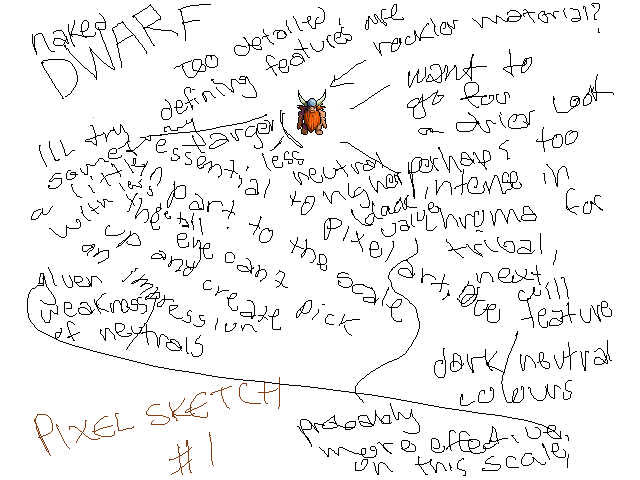 naked
DWARF
too detailed,
defining features are
rockier material?
want to
go for
a drier look
I'll try
something
a little
with less
essential
part to the scale
the eye can't
pick
up and create
an impression
larger
less
neutral
to higher
pixel value
perhaps too
dark, intense in
chroma for
tribal
art, next
one will
feature
dark neutral
colours
given
weakness
of neutrals
probably
more effective
on this scale,
PIXEL SKETCH
#1